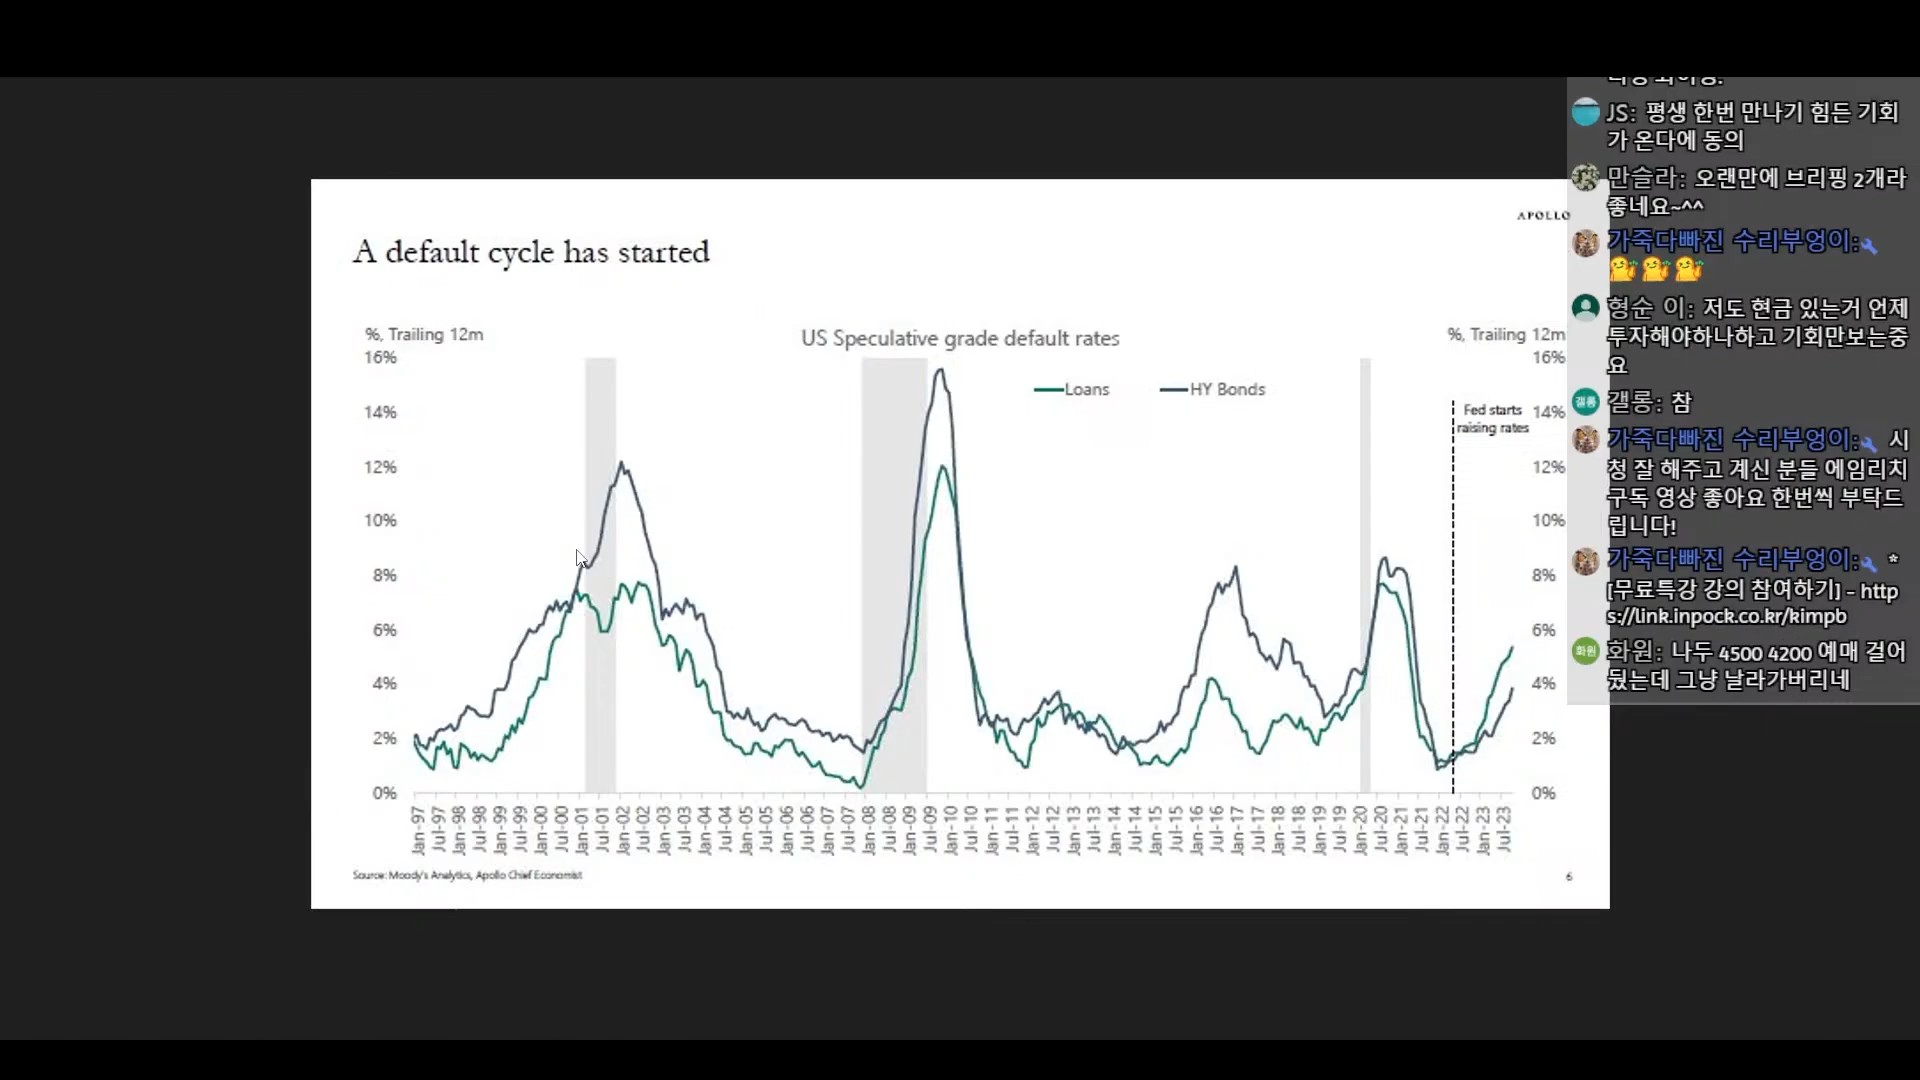 APOLLO
A default cycle has started
%, Trailing 12m
US Speculative grade default rates
%, Trailing 12m
16%
14%
12%
10%
8%
6%
4%
2%
0%
Loans
HY Bonds
Fed starts
raising rates
16%
14%
12%
10%
8%
6%
4%
2%
0%
Jan-97
Jul-97
Jan-98
Jul-98
Jan-99
Jul-99
Jan-00
Jul-00
Jan-01
Jul-01
Jan-02
Jul-02
Jan-03
Jul-03
Jan-04
Jul-04
Jan-05
Jul-05
Jan-06
Jul-06
Jan-07
Jul-07
Jan-08
Jul-08
Jan-09
Jul-09
Jan-10
Jul-10
Jan-11
Jul-11
Jan-12
Jul-12
Jan-13
Jul-13
Jan-14
Jul-14
Jan-15
Jul-15
Jan-16
Jul-16
Jan-17
Jul-17
Jan-18
Jul-18
Jan-19
Jul-19
Jan-20
Jul-20
Jan-21
Jul-21
Jan-22
Jul-22
Jan-23
Jul-23
Source: Moody's Analytics, Apollo Chief Economist
6
JS: 평생 한번 만나기 힘든 기회
가 온다에 동의
만슬라: 오랜만에 브리핑 2개라
좋네요~^^
가죽다빠진 수리부엉이:
형순 이: 저도 현금 있는거 언제
투자해야하나하고 기회만보는중
요
갤롱
갤롱: 참
가죽다빠진 수리부엉이: 시
청 잘 해주고 계신 분들 에임리치
구독 영상 좋아요 한번씩 부탁드
립니다!
가죽다빠진 수리부엉이: *
[무료특강 강의 참여하기] - http
s://link.inpock.co.kr/kimpb
화원
화원: 나두 4500 4200 예매 걸어
뒀는데 그냥 날라가버리네